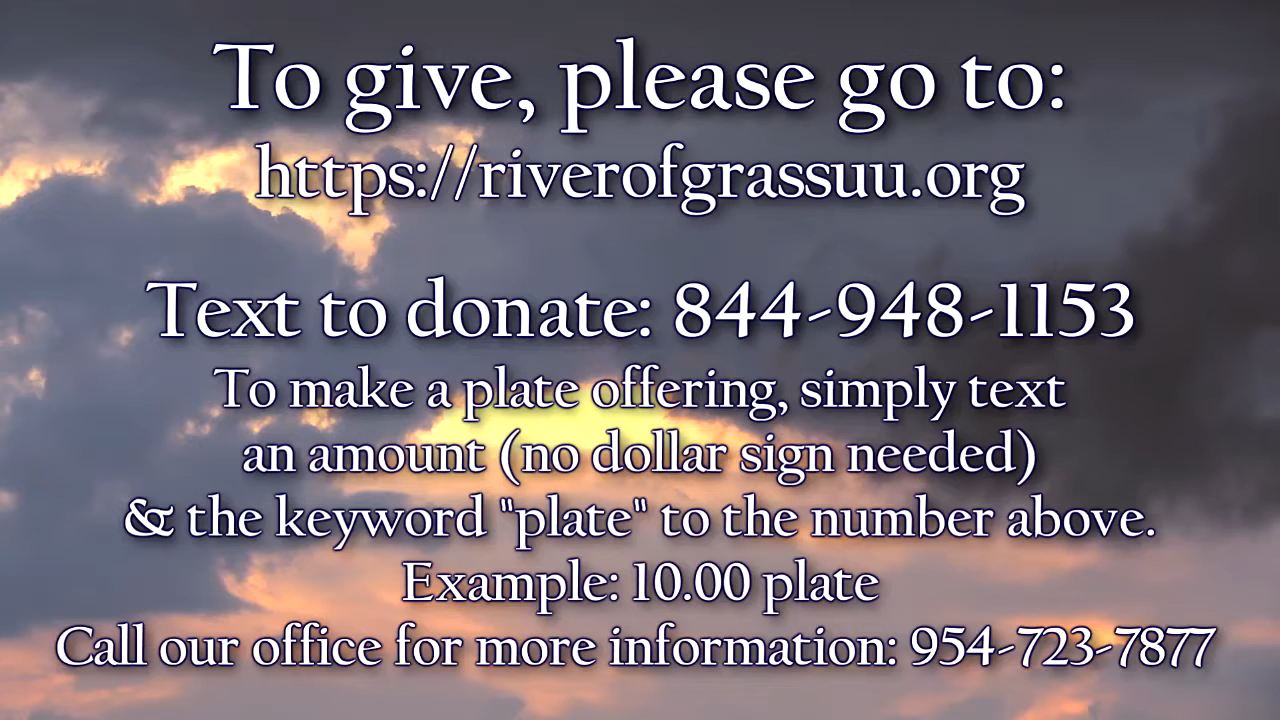 To give, please go to:
https://riverofgrassuu.org
Text to donate: 844-948-1153
To make a plate offering, simply text
an amount (no dollar sign needed)
& the keyword "plate" to the number above.
Example: 10.00 plate
Call our office for more information: 954-723-7877